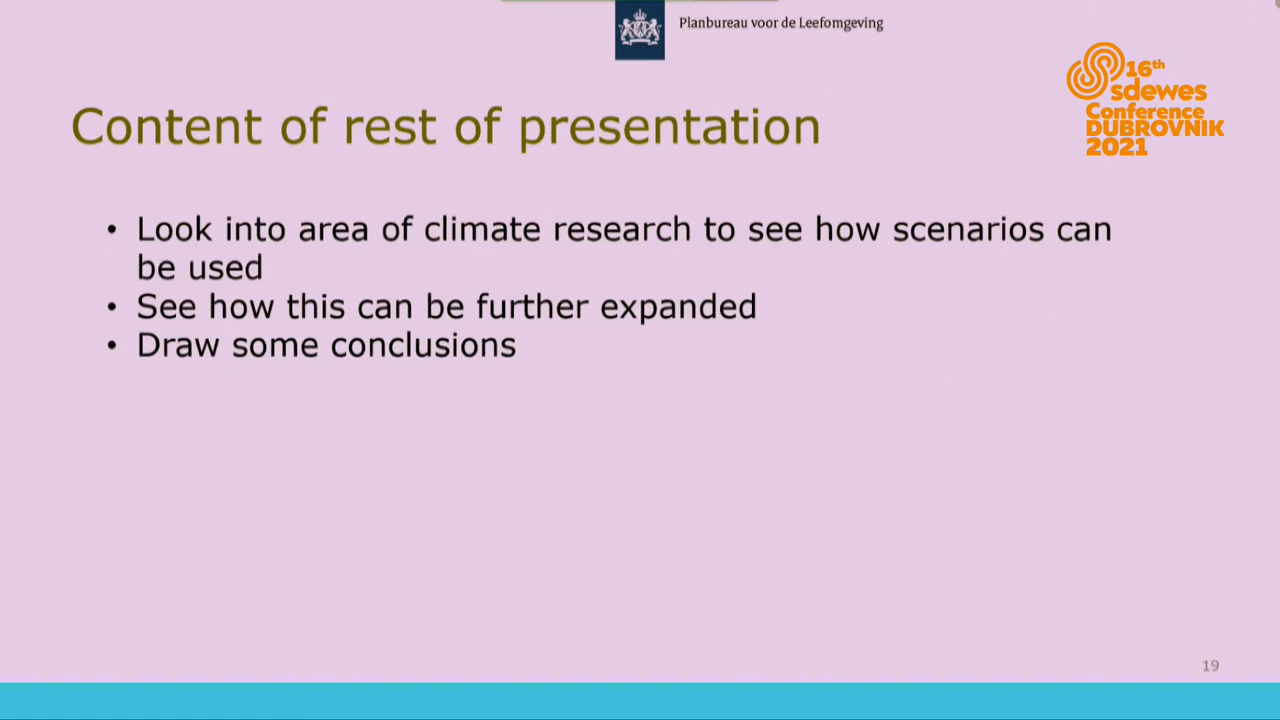 Planbureau voor de Leefomgeving
16th
sdewes
Conference
DUBROVNIK
2021
Content of rest of presentation
• Look into area of climate research to see how scenarios can
be used
• See how this can be further expanded
• Draw some conclusions
19